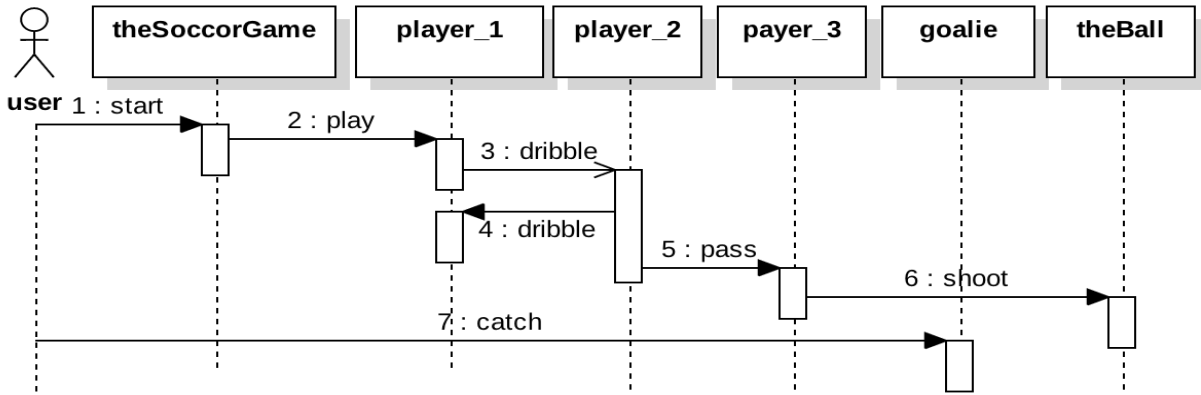 theSoccorGame
player_1
player_2
payer_3
goalie
theBall
user
1 : start
2 : play
3 : dribble
4 : dribble
5 : pass
6 : shoot
7 : catch